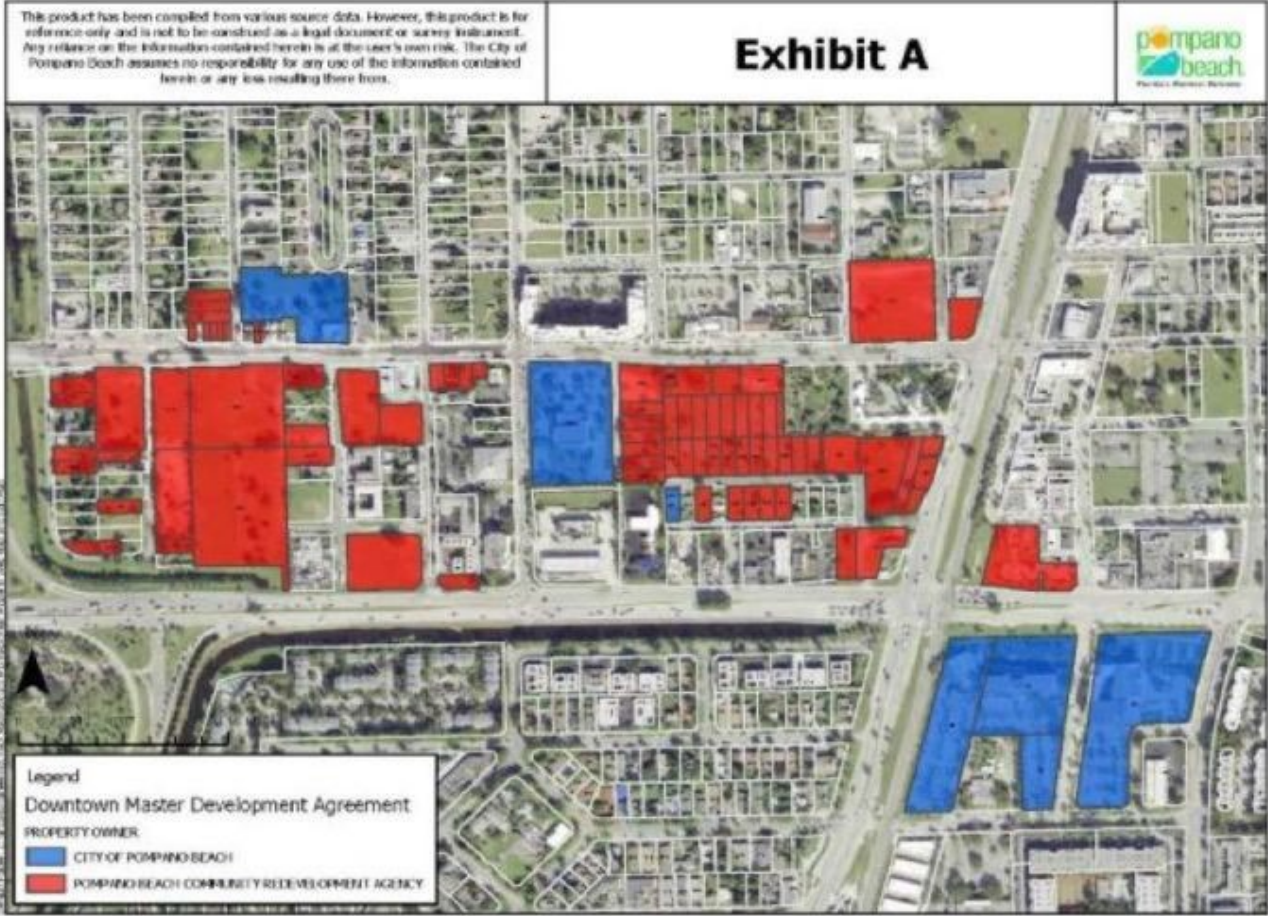 This product has been compiled from various source data. However, this product is for
reference only and is not to be construed as a legal document or survey instrument.
Any reliance on the information contained herein is at the user's own risk. The City of
Pompano Beach assumes no responsibility for any use of the information contained
herein or any loss resulting there from.
Exhibit A
pompano
beach
Legend
Downtown Master Development Agreement
PROPERTY OWNER
CITY OF POMPANO BEACH
POMPANO BEACH COMMUNITY REDEVELOPMENT AGENCY